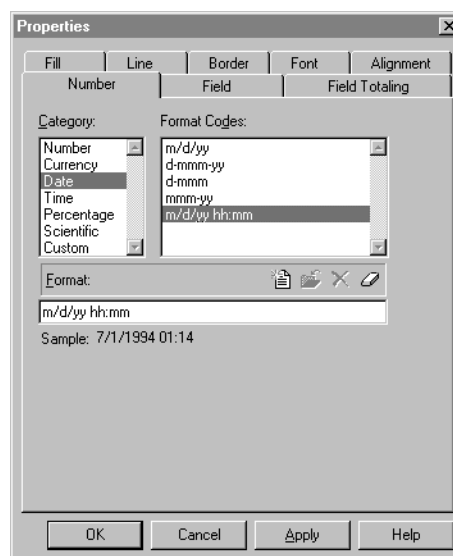 Properties
Fill Line Border Font Alignment
Number Field Field Totaling
Category: Format Codes:
Number m/d/yy
Currency d-mmm-yy
Date d-mmm
Time mmm-yy
Percentage m/d/yy hh:mm
Scientific
Custom
Format:
m/d/yy hh:mm
Sample: 7/1/1994 01:14
OK Cancel Apply Help